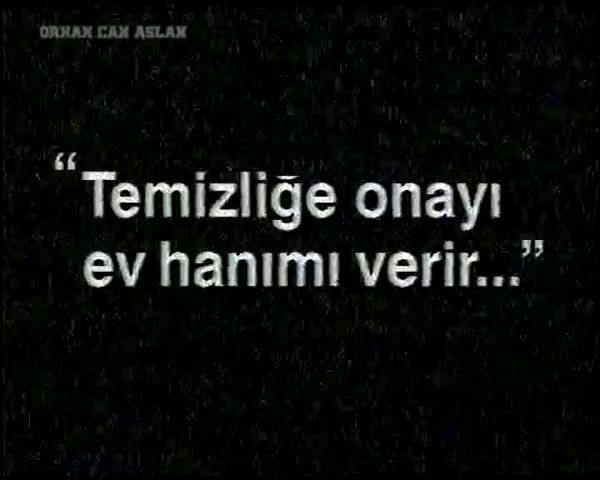 ORHAN CAN ASLAN
“Temizliğe onayı
ev hanımı verir...”